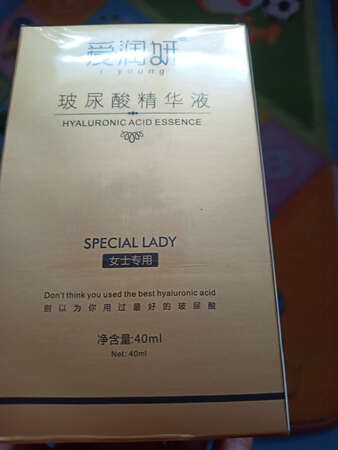 爱润妍
r young
玻尿酸精华液
HYALURONIC ACID ESSENCE
SPECIAL LADY
女士专用
Don't think you used the best hyaluronic acid
别以为你用过最好的玻尿酸
净含量:40ml
Net: 40ml